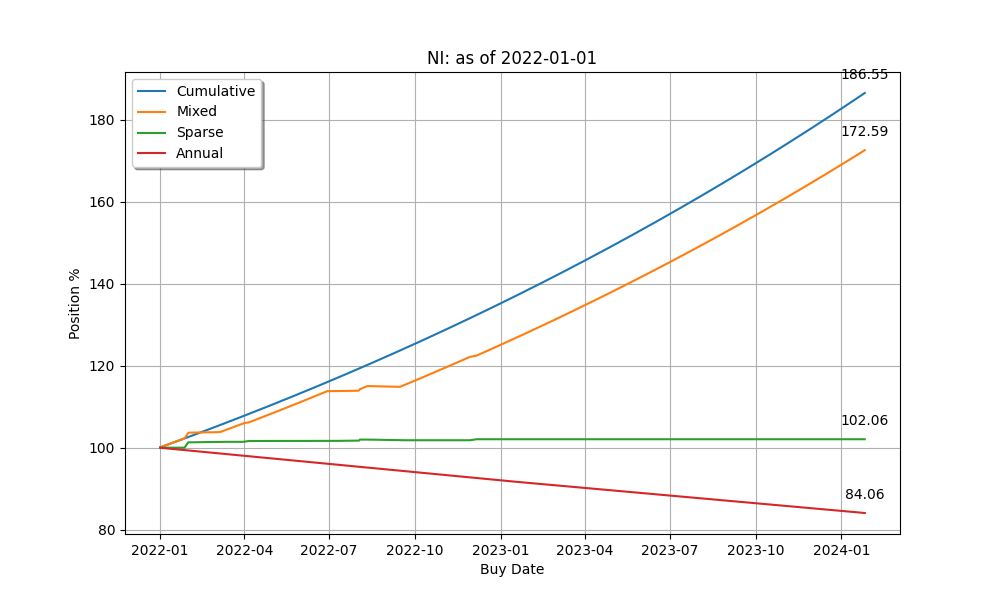 NI: as of 2022-01-01
Cumulative
Mixed
Sparse
Annual
186.55
172.59
102.06
84.06
Position %
180
160
140
120
100
80
2022-01 2022-04 2022-07 2022-10 2023-01 2023-04 2023-07 2023-10 2024-01
Buy Date